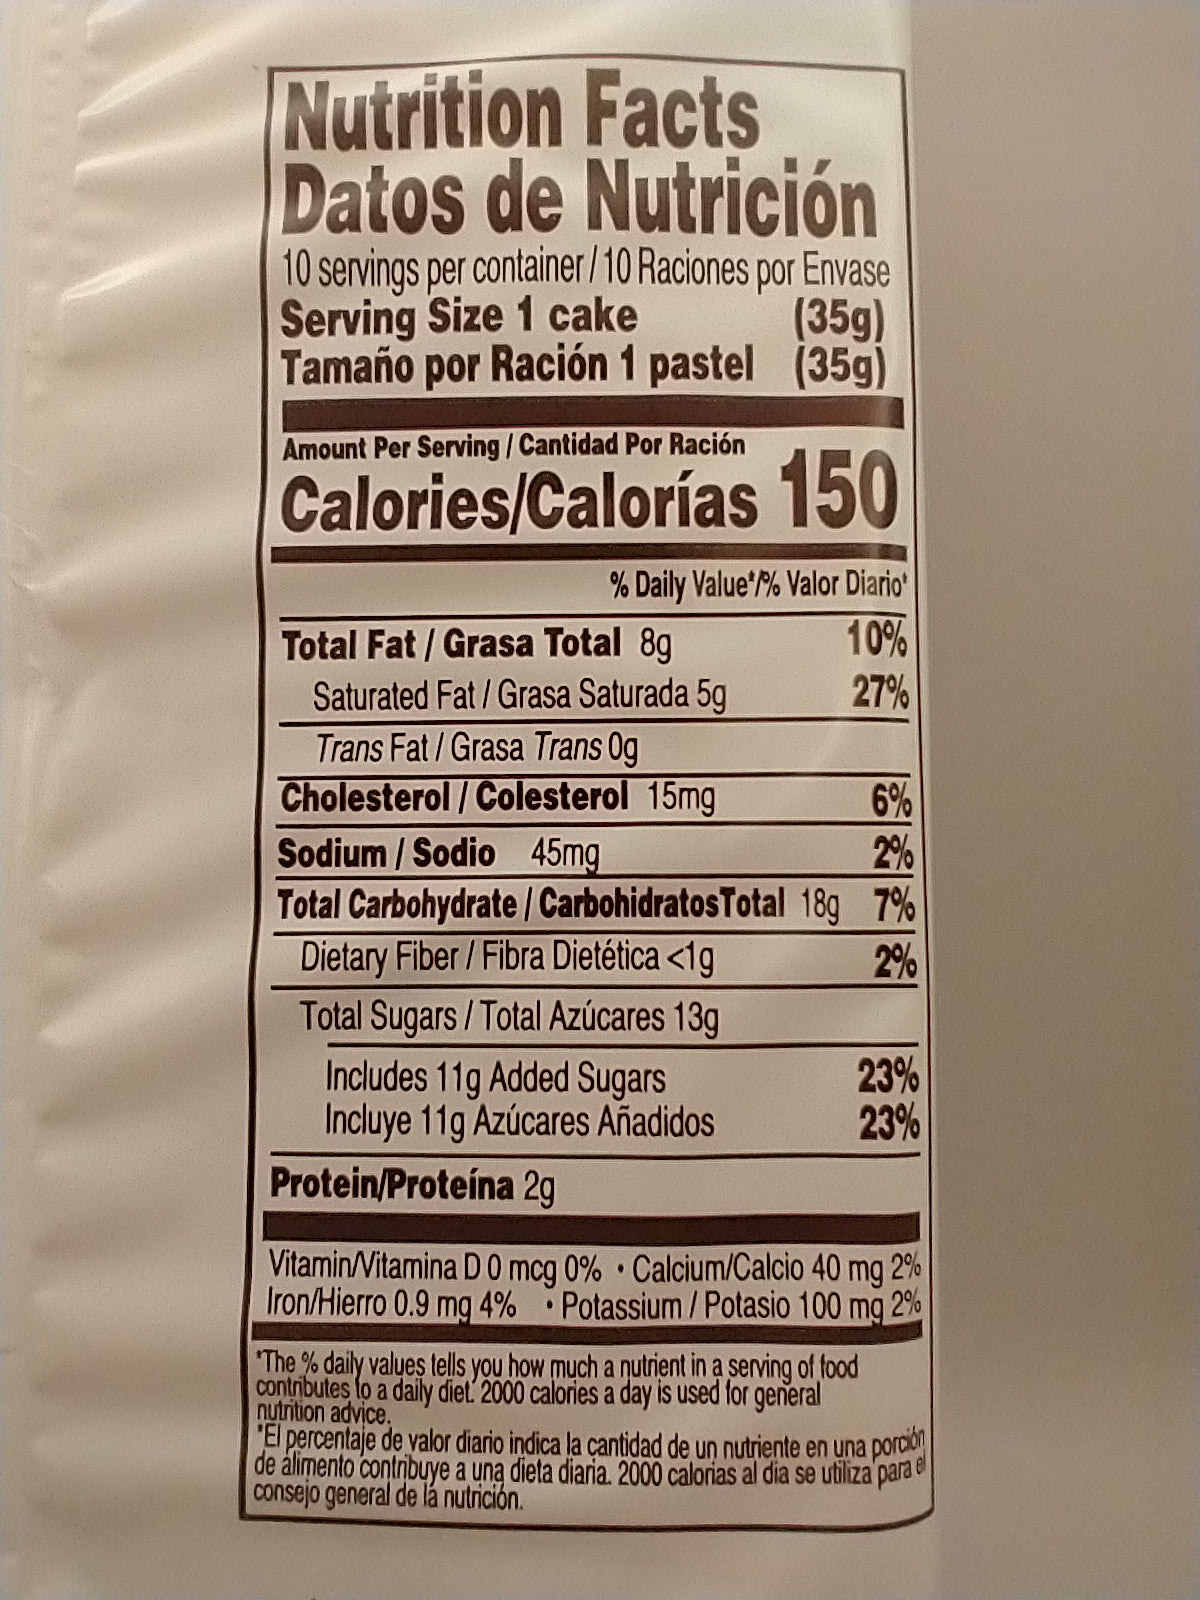 Nutrition Facts
Datos de Nutrición
10 servings per container / 10 Raciones por Envase
Serving Size 1 cake (35g)
Tamaño por Ración 1 pastel (35g)
Amount Per Serving / Cantidad Por Ración
Calories/Calorías 150
% Daily Value*/% Valor Diario*
Total Fat / Grasa Total 8g 10%
Saturated Fat / Grasa Saturada 5g 27%
Trans Fat / Grasa Trans 0g
Cholesterol / Colesterol 15mg 6%
Sodium / Sodio 45mg 2%
Total Carbohydrate / CarbohidratosTotal 18g 7%
Dietary Fiber / Fibra Dietética <1g 2%
Total Sugars / Total Azúcares 13g
Includes 11g Added Sugars 23%
Incluye 11g Azúcares Añadidos 23%
Protein/Proteína 2g
Vitamin/Vitamina D 0 mcg 0% • Calcium/Calcio 40 mg 2%
Iron/Hierro 0.9 mg 4% • Potassium / Potasio 100 mg 2%
*The % daily values tells you how much a nutrient in a serving of food
contributes to a daily diet. 2000 calories a day is used for general
nutrition advice.
*El percentaje de valor diario indica la cantidad de un nutriente en una porción
de alimento contribuye a una dieta diaria. 2000 calorias al dia se utiliza para el
consejo general de la nutrición.